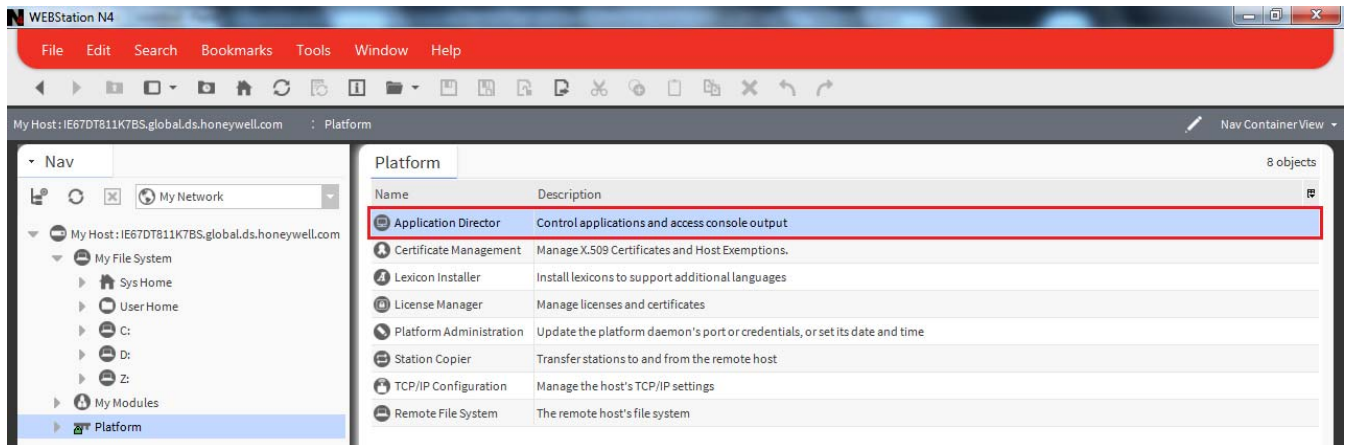 WEBStation N4
File Edit Search Bookmarks Tools Window Help
My Host : IE67DT811K7BS.global.ds.honeywell.com : Platform Nav Container View
Nav
My Network
My Host : IE67DT811K7BS.global.ds.honeywell.com
My File System
Sys Home
User Home
C:
D:
Z:
My Modules
Platform
Platform 8 objects
Name Description
Application Director Control applications and access console output
Certificate Management Manage X.509 Certificates and Host Exemptions.
Lexicon Installer Install lexicons to support additional languages
License Manager Manage licenses and certificates
Platform Administration Update the platform daemon's port or credentials, or set its date and time
Station Copier Transfer stations to and from the remote host
TCP/IP Configuration Manage the host's TCP/IP settings
Remote File System The remote host's file system